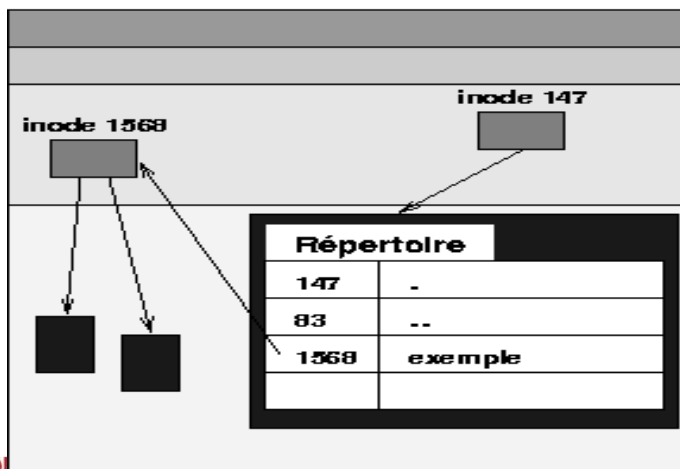 inode 147
inode 1568
Répertoire
147 .
83 ..
1568 exemple